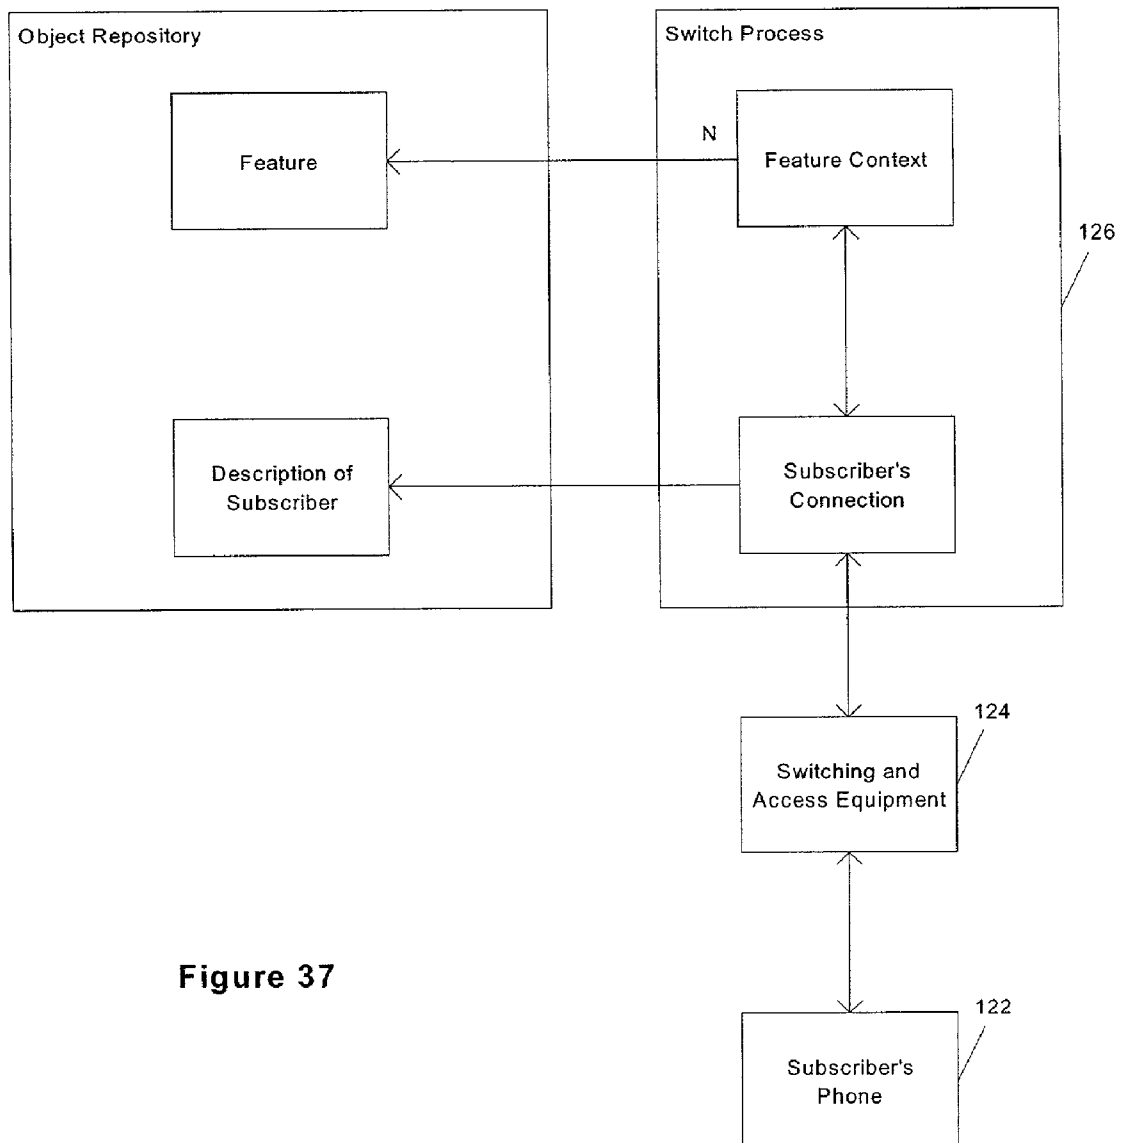 Object Repository
Switch Process
Feature
N
Feature Context
126
Description of
Subscriber
Subscriber's
Connection
124
Switching and
Access Equipment
Figure 37
122
Subscriber's
Phone